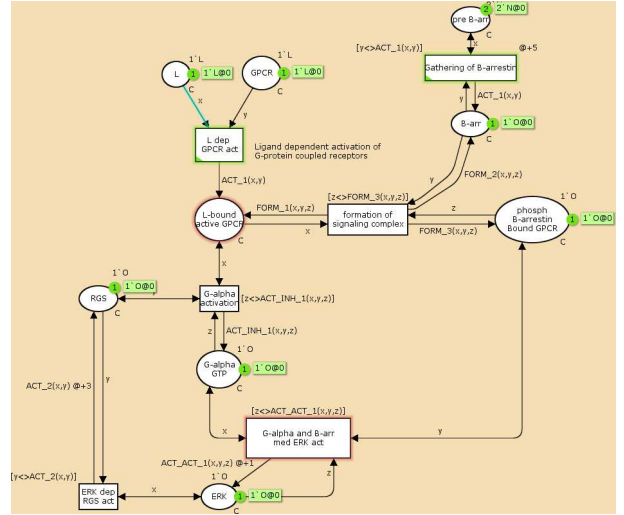 2 2`N@0
pre B-arr
C
[y<>ACT_1(x,y)]
x
@+5
Gathering of B-arrestin
y
ACT_1(x,y)
B-arr
1 1`O@0
C
1`L
L
1 1`L@0
C
1`L
GPCR
1 1`L@0
C
x
y
L dep
GPCR act
Ligand dependent activation of
G-protein coupled receptors
ACT_1(x,y)
y
FORM_2(x,z)
[z<>FORM_3(x,y,z)]
L-bound
active GPCR
C
FORM_1(x,y,z)
x
formation of
signaling complex
z
FORM_3(x,y,z)
1`O
phosph
B-arrestin
Bound GPCR
1 1`O@0
C
x
1`O
RGS
1 1`O@0
C
G-alpha
activation
[z<>ACT_INH_1(x,y,z)]
z
ACT_INH_1(x,y,z)
1`O
G-alpha
GTP
1 1`O@0
C
ACT_2(x,y) @+3
y
[z<>ACT_ACT_1(x,y,z)]
x
G-alpha and B-arr
med ERK act
y
ACT_ACT_1(x,y,z) @+1
z
[y<>ACT_2(x,y)]
ERK dep
RGS act
x
1`O
ERK
1 1`O@0
C